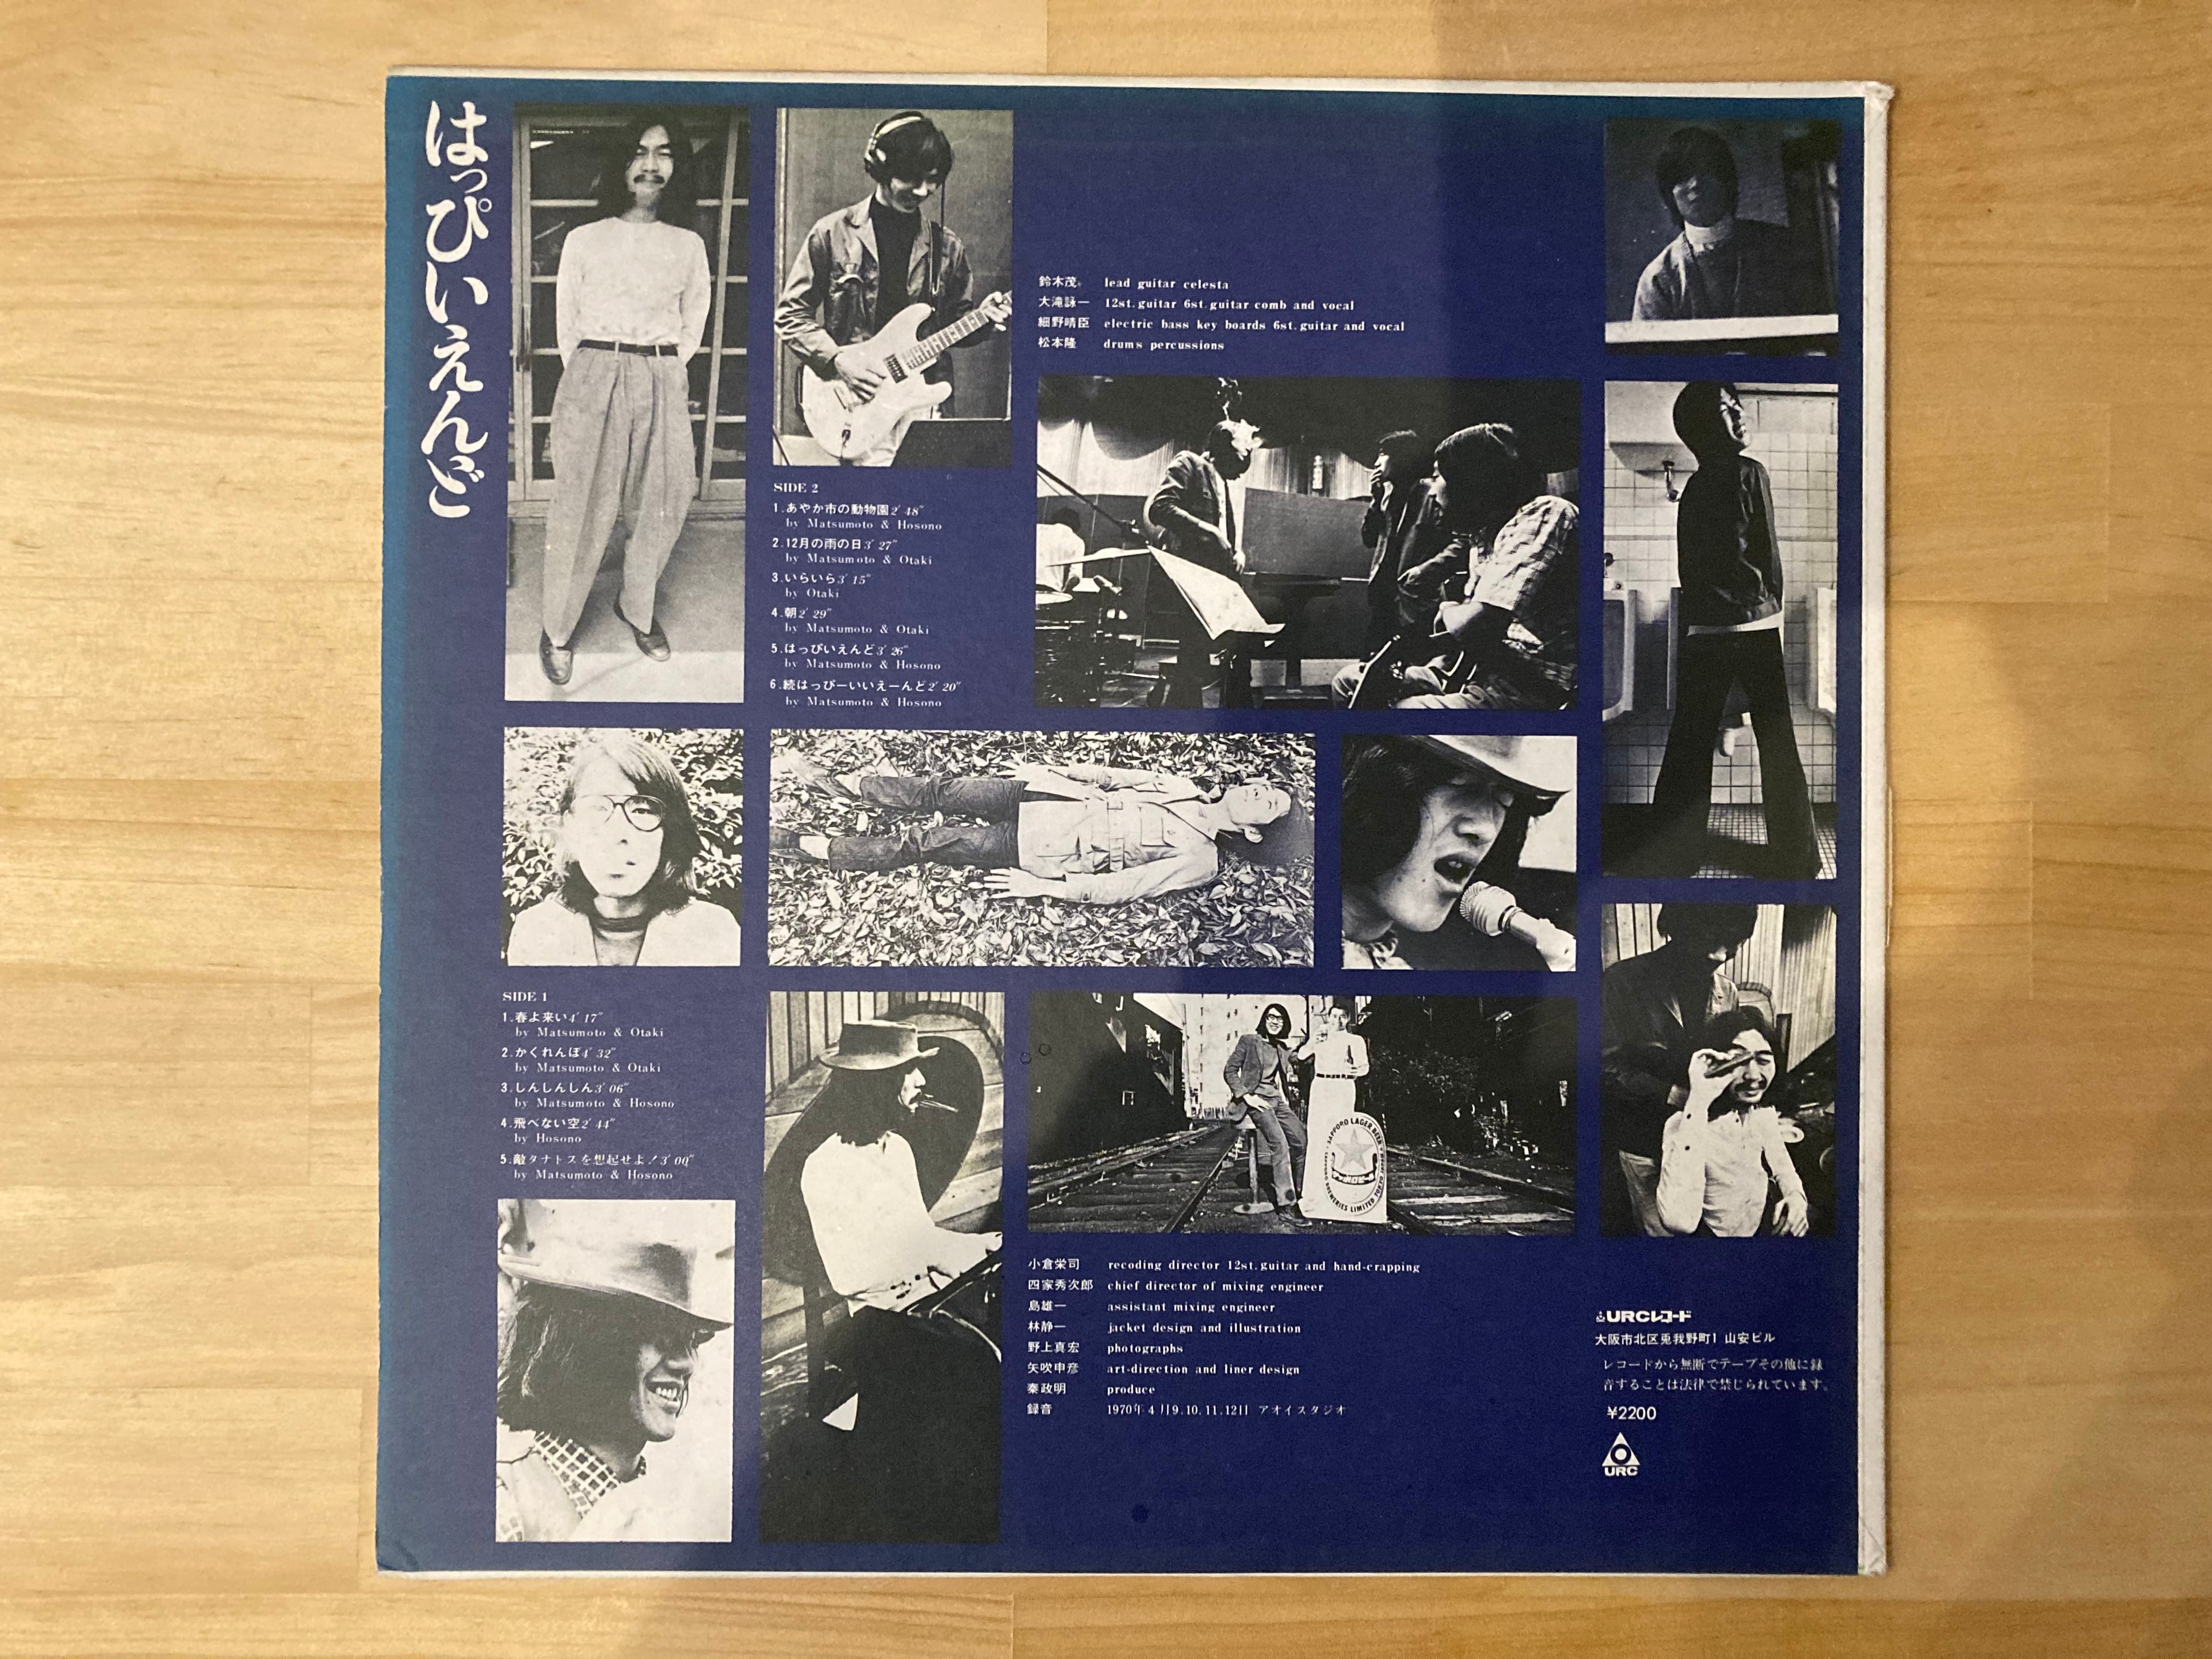 はっぴいえんど
鈴木茂 lead guitar celesta
大滝詠一 12st.guitar 6st.guitar comb and vocal
細野晴臣 electric bass key boards 6st.guitar and vocal
松本隆 drums percussions
SIDE 2
1.あやか市の動物園2′48″
by Matsumoto & Hosono
2.12月の雨の日3′27″
by Matsumoto & Otaki
3.いらいら3′15″
by Otaki
4.朝2′29″
by Matsumoto & Otaki
5.はっぴいえんど3′26″
by Matsumoto & Hosono
6.続はっぴーいいえーんど2′20″
by Matsumoto & Hosono
SIDE 1
1.春よ来い4′17″
by Matsumoto & Otaki
2.かくれんぼ4′32″
by Matsumoto & Otaki
3.しんしんしん3′06″
by Matsumoto & Hosono
4.飛べない空2′44″
by Hosono
5.敵タナトスを想起せよ!3′00″
by Matsumoto & Hosono
SAPPORO LAGER BEER
サッポロビール
SAPPORO BREWERIES LIMITED TOKYO
小倉栄司 recoding director 12st.guitar and hand-crapping
四家秀次郎 chief director of mixing engineer
島雄一 assistant mixing engineer
林静一 jacket design and illustration
野上真宏 photographs
矢吹申彦 art-direction and liner design
秦政明 produce
録音 1970年4月9.10.11.12日 アオイスタジオ
URCレコード
大阪市北区兎我野町1 山安ビル
レコードから無断でテープその他に録
音することは法律で禁じられています。
¥2200
URC